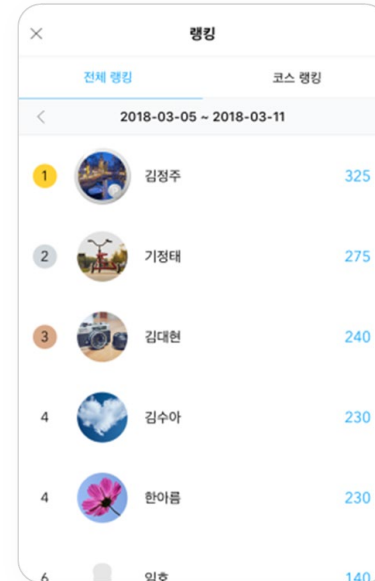 랭킹
전체 랭킹 코스 랭킹
2018-03-05 ~ 2018-03-11
1 김정주 325
2 기정태 275
3 김대현 240
4 김수아 230
4 한아름 230
6 140